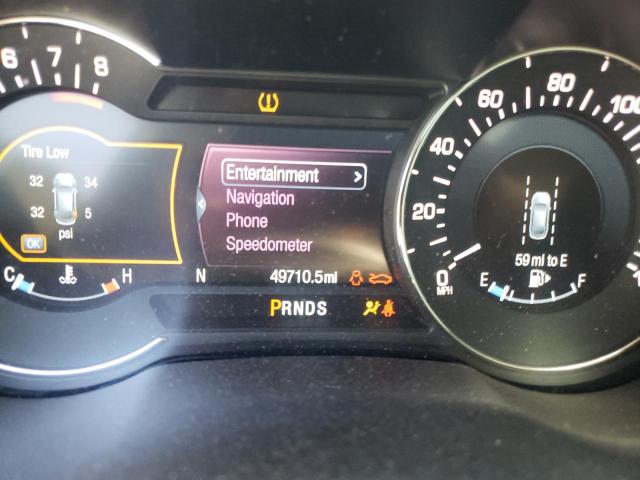 6 7 8
60 80 100
Tire Low
32 34
32 5
psi
OK
Entertainment >
Navigation
Phone
Speedometer
40
20
0
MPH
59 mi to E
E F
C H
N 49710.5mi
PRNDS